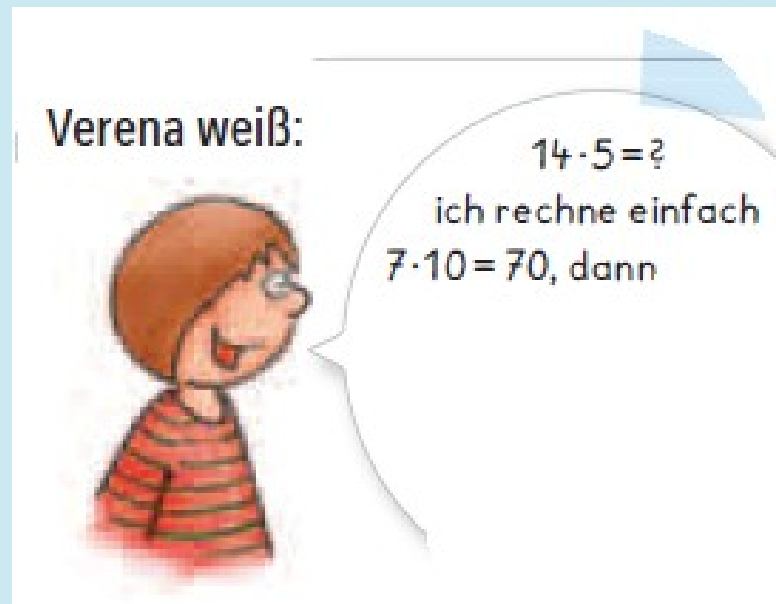 Verena weiß:
14·5=?
ich rechne einfach
7·10=70, dann